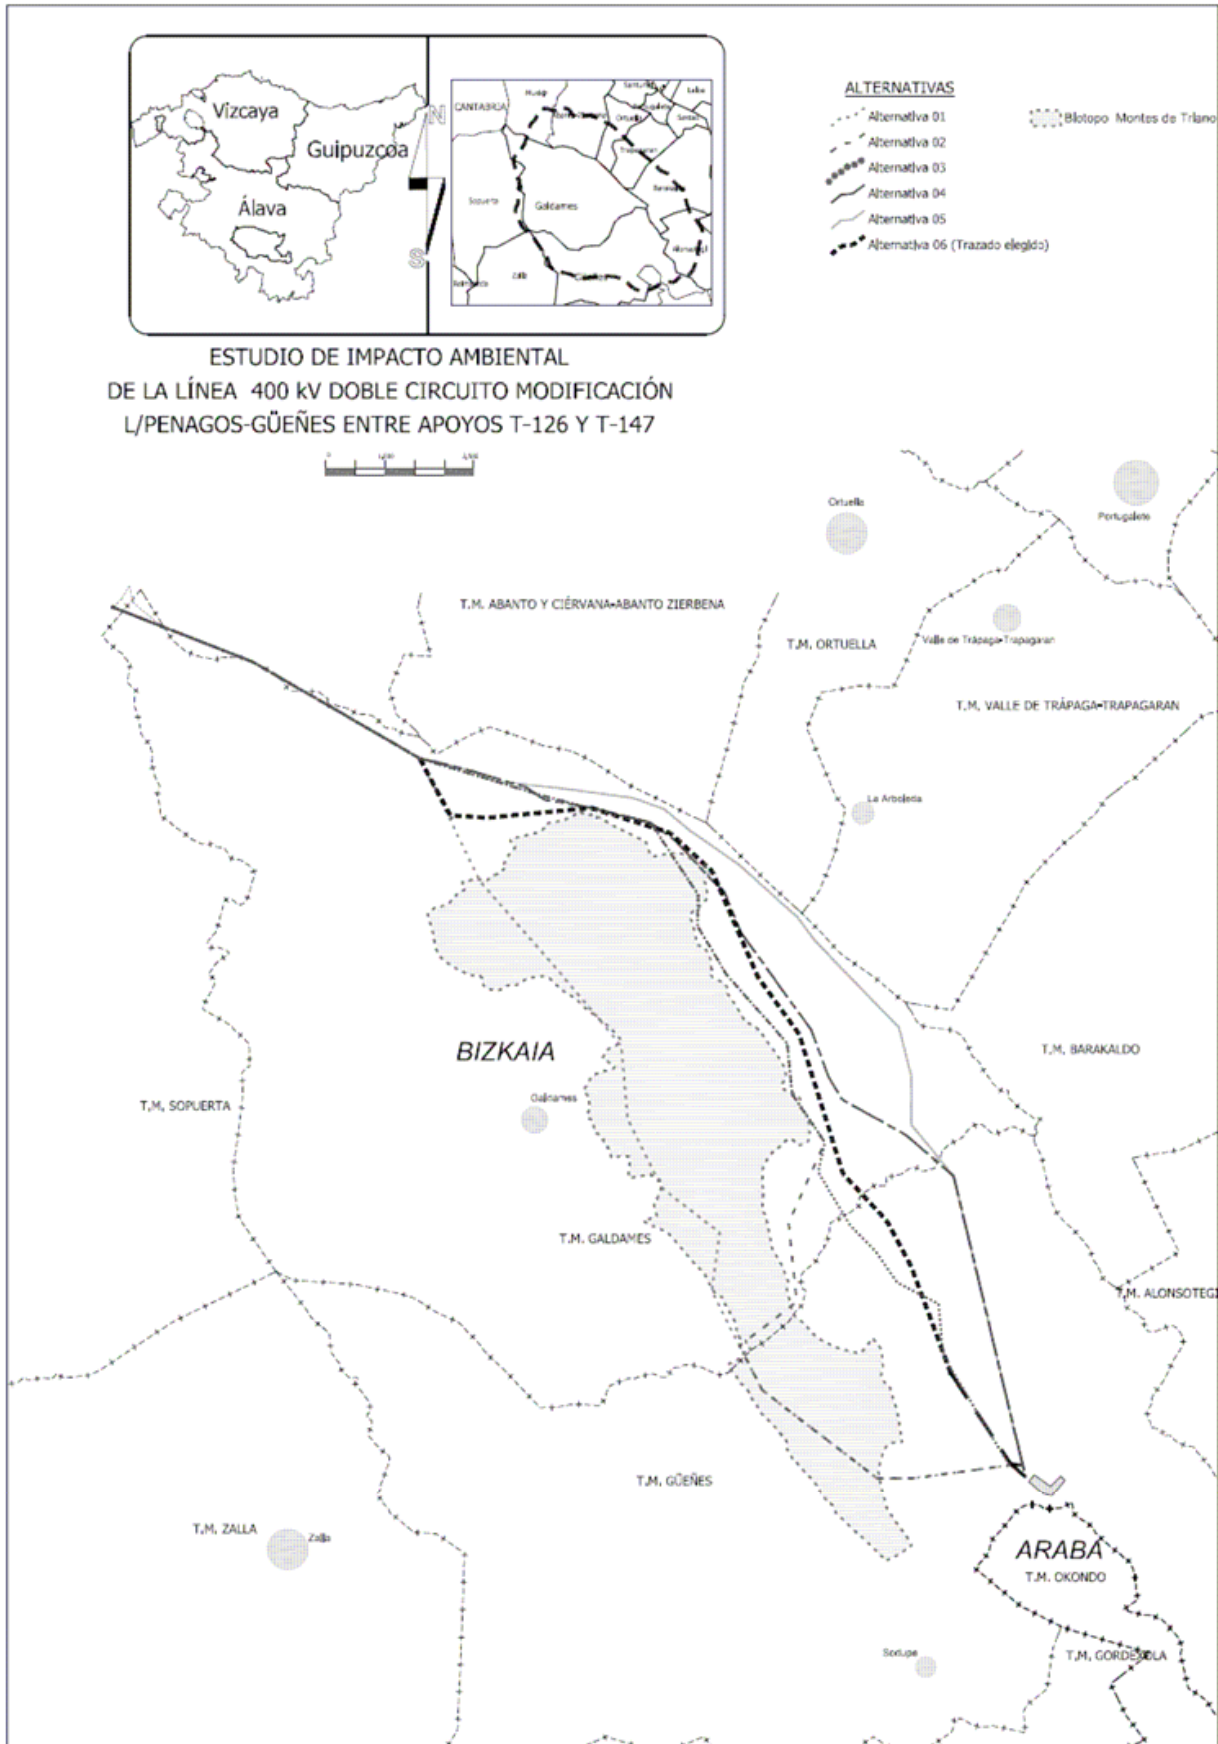 Vizcaya
Guipuzcoa
Álava
N
S
CANTABRIA
Ortuella
Trapagaran
Sopuerta
Galdames
Zalla
ALTERNATIVAS
Alternativa 01
Alternativa 02
Alternativa 03
Alternativa 04
Alternativa 05
Alternativa 06 (Trazado elegido)
Biotopo Montes de Triano
ESTUDIO DE IMPACTO AMBIENTAL
DE LA LÍNEA 400 kV DOBLE CIRCUITO MODIFICACIÓN
L/PENAGOS-GÜEÑES ENTRE APOYOS T-126 Y T-147
0
Ortuella
Portugalete
T.M. ABANTO Y CIÉRVANA-ABANTO ZIERBENA
T.M. ORTUELLA
Valle de Trápaga-Trapagaran
T.M. VALLE DE TRÁPAGA-TRAPAGARAN
La Arboleda
BIZKAIA
T.M. BARAKALDO
T.M. SOPUERTA
Galdames
T.M. GALDAMES
T.M. ALONSOTEGI
T.M. GÜEÑES
T.M. ZALLA
Zalla
ARABA
T.M. OKONDO
Sodupe
T.M. GORDEXOLA